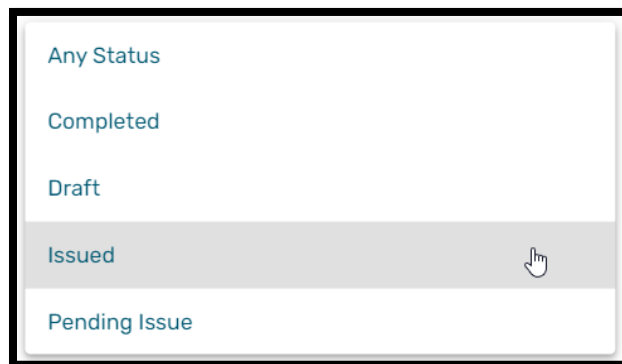 Any Status
Completed
Draft
Issued
Pending Issue